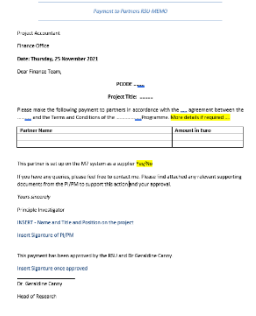 Payment to Partners RSU MEMO
Project Accountant
Finance Office
Date: Thursday, 25 November 2021
Dear Finance Team,
PCODE
Project Title:
Please make the following payment to partners in accordance with the ___ agreement between the
___ and the Terms and Conditions of the ............ Programme. More details if required ...
Partner Name Amount in Euro
This partner is set up on the system as a supplier Yes/No
If you have any queries, please feel free to contact me. Please find attached any relevant supporting
documents from the PI/PM to support this action and your approval.
Yours sincerely
Principle Investigator
INSERT - Name and Title and Position on the project
Insert Signature of PI/PM
This payment has been approved by the RSU and Dr Geraldine Canny
Insert Signature once approved
Dr. Geraldine Canny
Head of Research